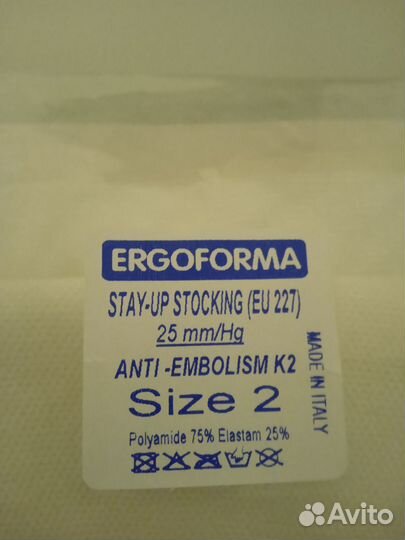 ERGOFORMA
STAY-UP STOCKING (EU 227)
25 mm/Hg
ANTI-EMBOLISM K2
Size 2
Polyamide 75% Elastam 25%
MADE IN ITALY
Avito